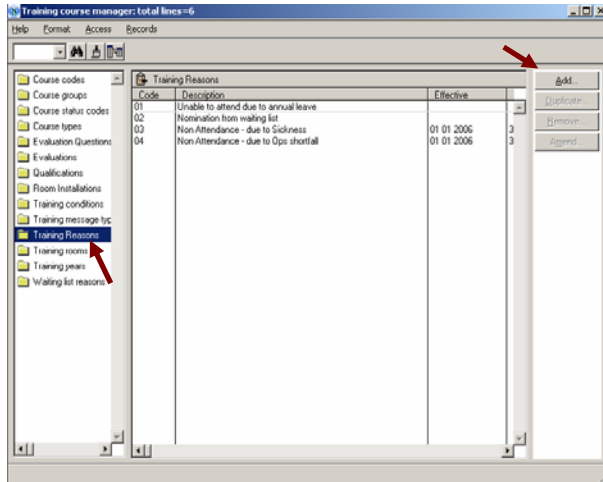 Training course manager: total lines=6
Help Format Access Records
Course codes
Course groups
Course status codes
Course types
Evaluation Questions
Evaluations
Qualifications
Room Installations
Training conditions
Training message typ
Training Reasons
Training rooms
Training years
Waiting list reasons
Training Reasons
Code Description Effective
01 Unable to attend due to annual leave
02 Nomination from waiting list
03 Non Attendance - due to Sickness 01 01 2006 3
04 Non Attendance - due to Ops shortfall 01 01 2006 3
Add...
Duplicate...
Remove...
Amend...